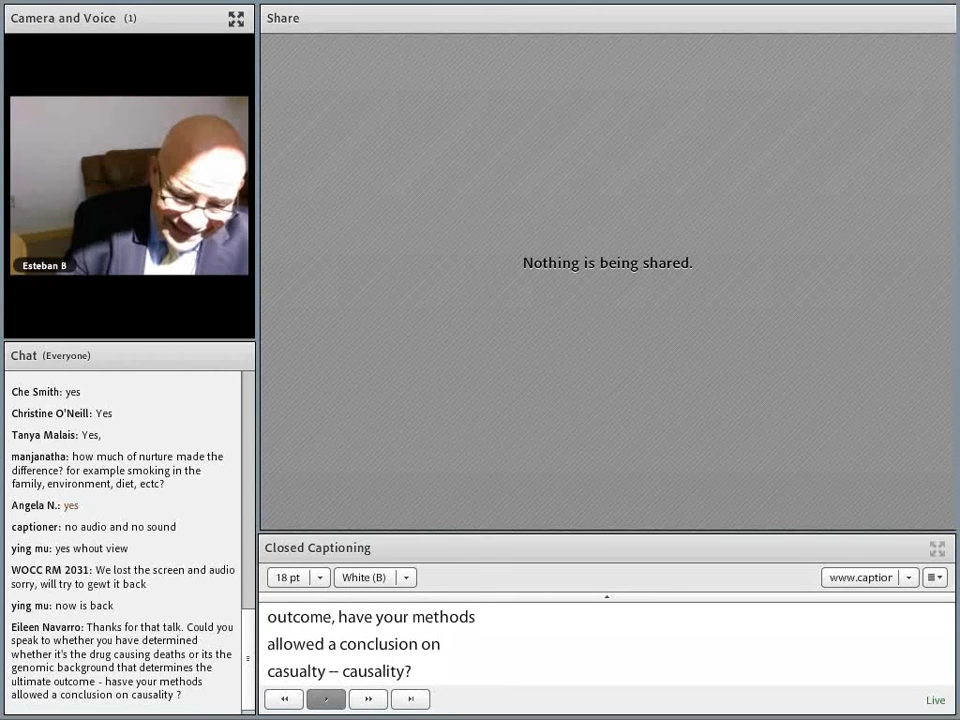 Camera and Voice (1)
Esteban B
Share
Nothing is being shared.
Chat (Everyone)
Che Smith: yes
Christine O'Neill: Yes
Tanya Malais: Yes,
manjanatha: how much of nurture made the
difference? for example smoking in the
family, environment, diet, ectc?
Angela N.: yes
captioner: no audio and no sound
ying mu: yes whout view
WOCC RM 2031: We lost the screen and audio
sorry, will try to gewt it back
ying mu: now is back
Eileen Navarro: Thanks for that talk. Could you
speak to whether you have determined
whether it's the drug causing deaths or its the
genomic background that determines the
ultimate outcome - hasve your methods
allowed a conclusion on causality ?
Closed Captioning
18 pt
White (B)
www.captior
outcome, have your methods
allowed a conclusion on
casualty -- causality?
Live